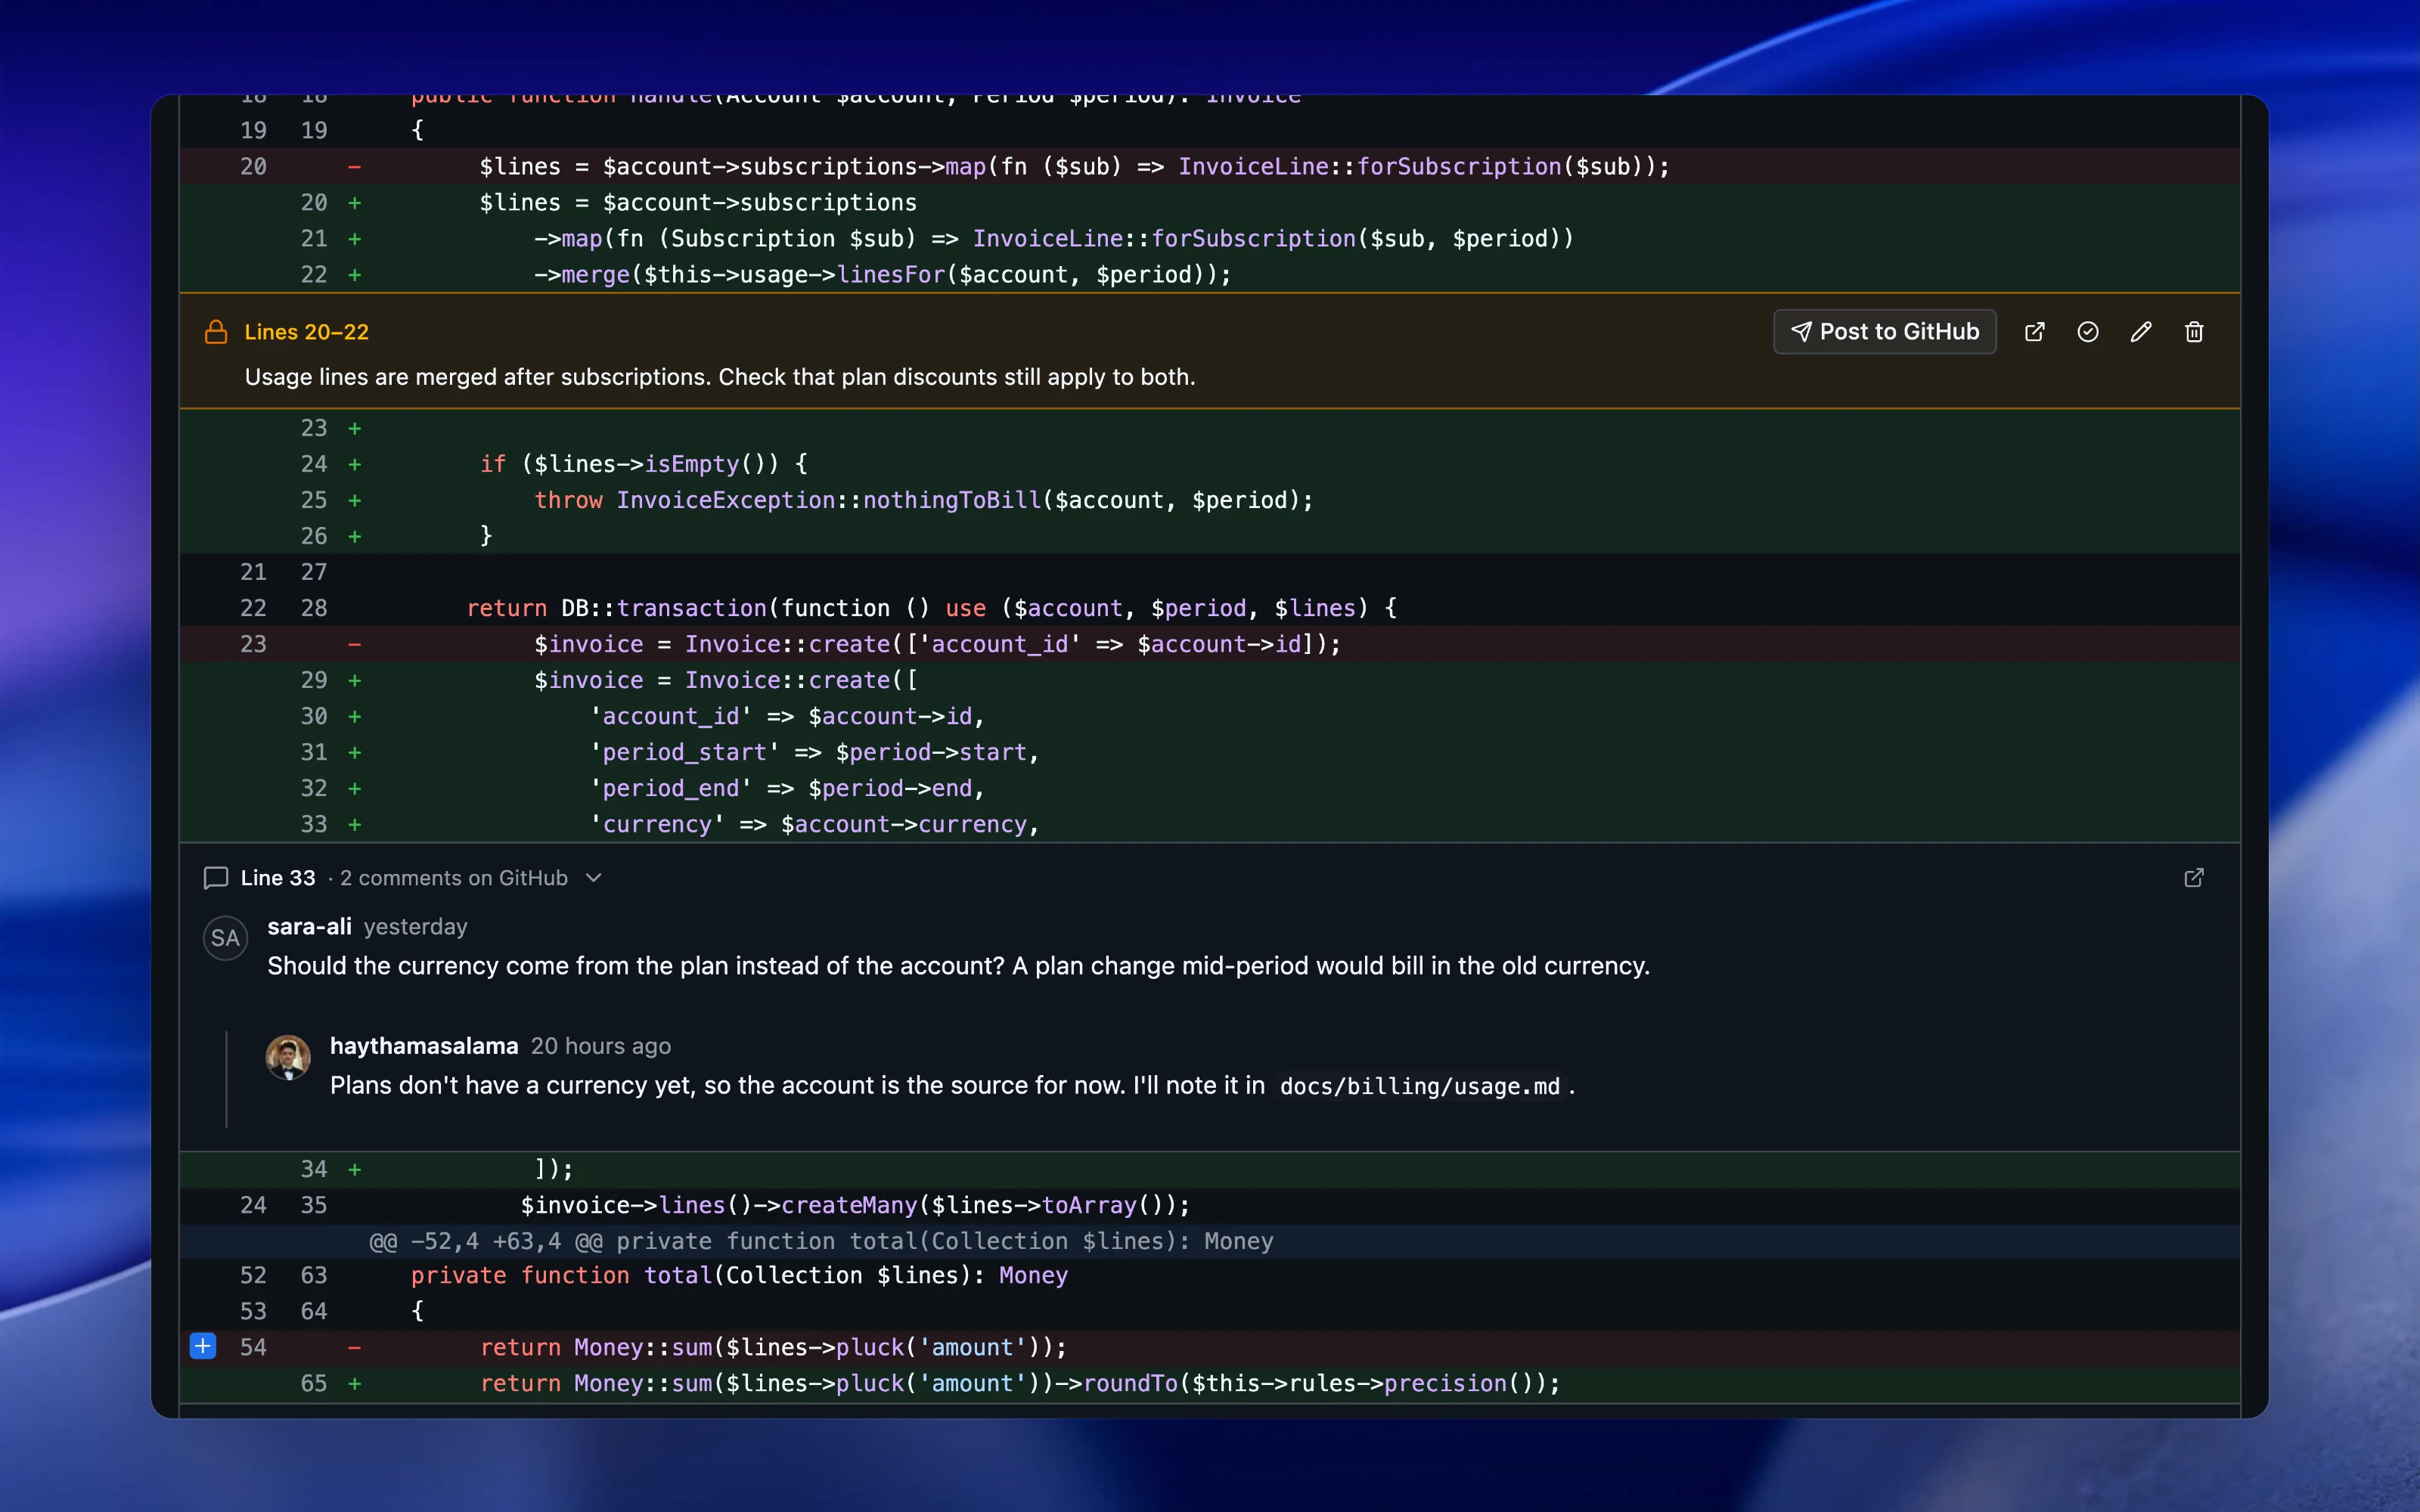 18 18 public function handle(Account $account, Period $period): Invoice
19 19 {
20 - $lines = $account->subscriptions->map(fn ($sub) => InvoiceLine::forSubscription($sub));
20 + $lines = $account->subscriptions
21 + ->map(fn (Subscription $sub) => InvoiceLine::forSubscription($sub, $period))
22 + ->merge($this->usage->linesFor($account, $period));
Lines 20–22 Post to GitHub
Usage lines are merged after subscriptions. Check that plan discounts still apply to both.
23 +
24 + if ($lines->isEmpty()) {
25 + throw InvoiceException::nothingToBill($account, $period);
26 + }
21 27
22 28 return DB::transaction(function () use ($account, $period, $lines) {
23 - $invoice = Invoice::create(['account_id' => $account->id]);
29 + $invoice = Invoice::create([
30 + 'account_id' => $account->id,
31 + 'period_start' => $period->start,
32 + 'period_end' => $period->end,
33 + 'currency' => $account->currency,
Line 33 · 2 comments on GitHub
SA sara-ali yesterday
Should the currency come from the plan instead of the account? A plan change mid-period would bill in the old currency.
haythamasalama 20 hours ago
Plans don't have a currency yet, so the account is the source for now. I'll note it in docs/billing/usage.md.
34 + ]);
24 35 $invoice->lines()->createMany($lines->toArray());
@@ -52,4 +63,4 @@ private function total(Collection $lines): Money
52 63 private function total(Collection $lines): Money
53 64 {
54 - return Money::sum($lines->pluck('amount'));
65 + return Money::sum($lines->pluck('amount'))->roundTo($this->rules->precision());